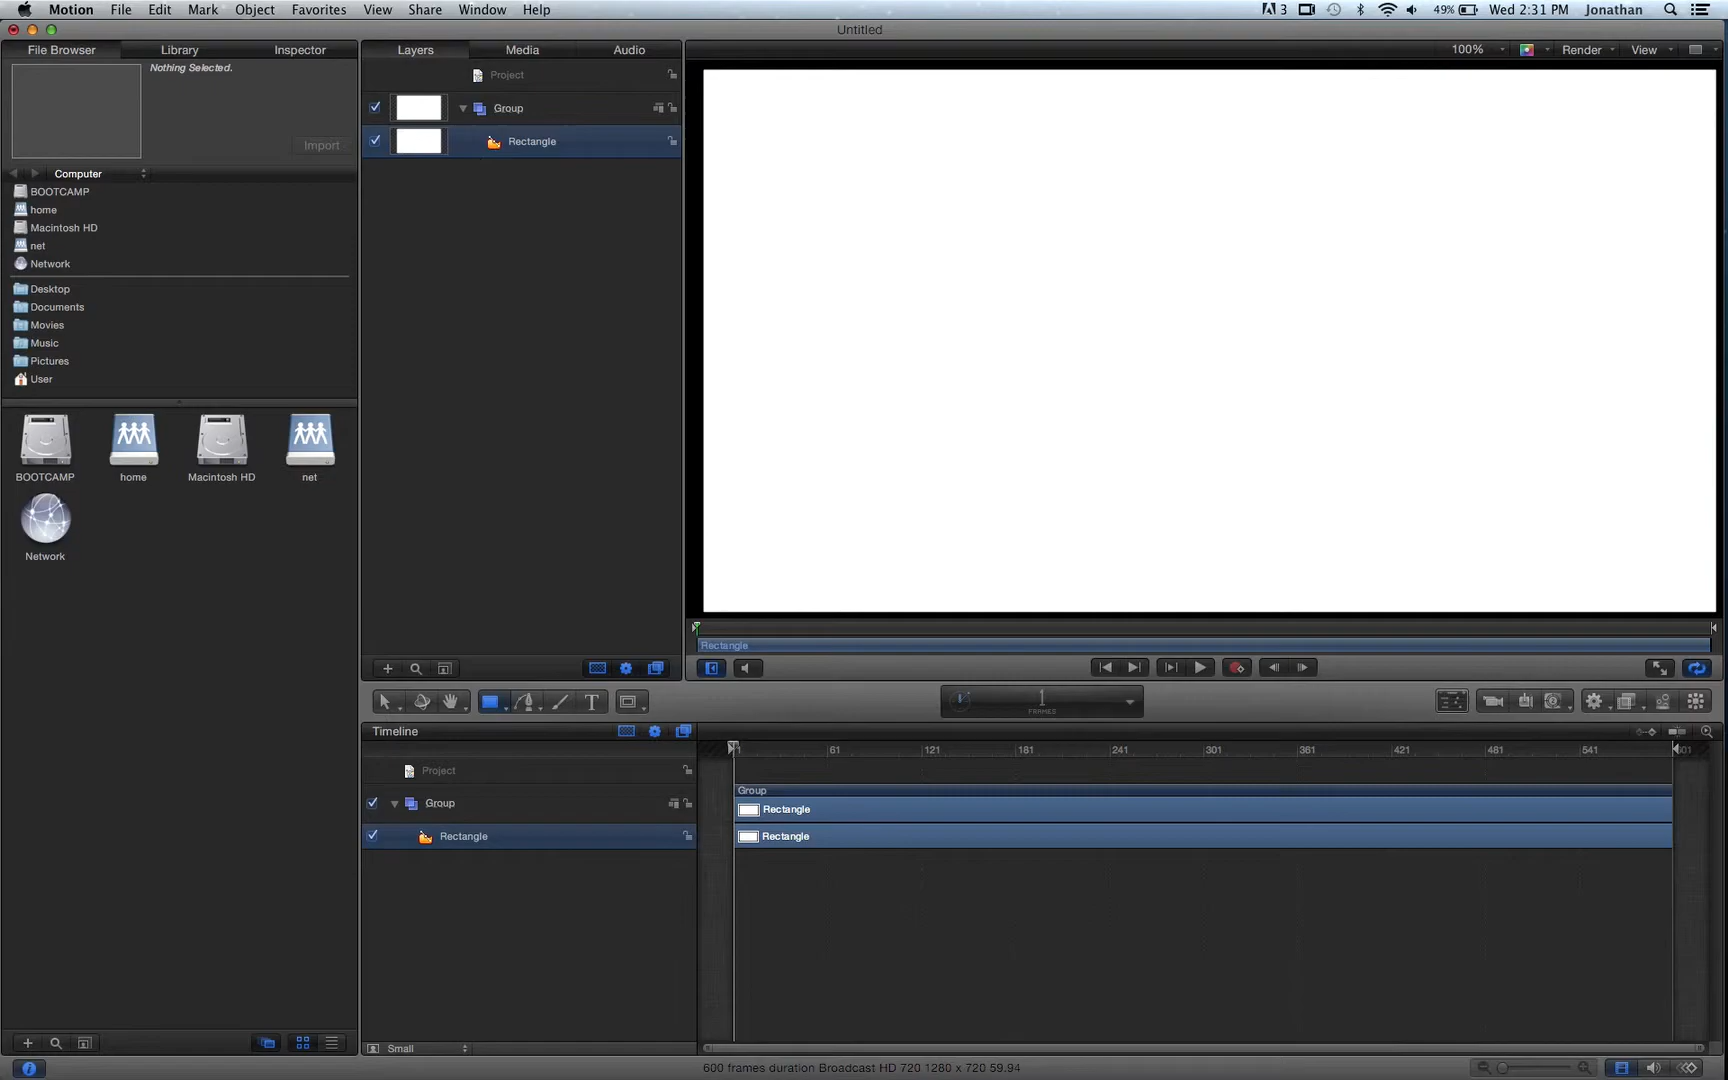 Motion File Edit Mark Object Favorites View Share Window Help 3 49% Wed 2:31 PM Jonathan
Untitled
File Browser Library Inspector
Nothing Selected.
Import
Computer
BOOTCAMP
home
Macintosh HD
net
Network
Desktop
Documents
Movies
Music
Pictures
User
BOOTCAMP home Macintosh HD net
Network
Layers Media Audio
Project
Group
Rectangle
100% Render View
Rectangle
1
FRAMES
Timeline
Project
Group
Rectangle
1 61 121 181 241 301 361 421 481 541 601
Group
Rectangle
Rectangle
Small
600 frames duration Broadcast HD 720 1280 x 720 59.94